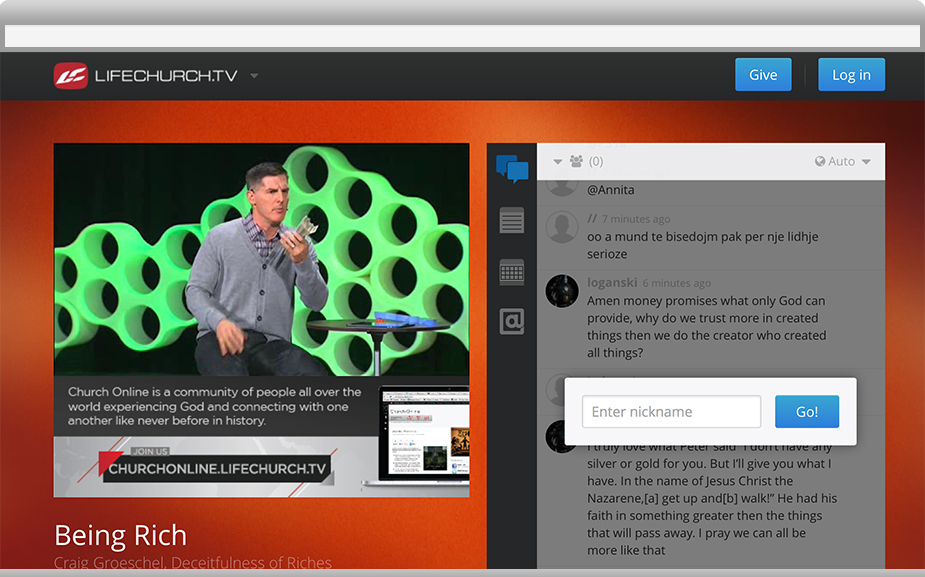 LIFECHURCH.TV
Give
Log in
Church Online is a community of people all over the
world experiencing God and connecting with one
another like never before in history.
JOIN US
CHURCHONLINE.LIFECHURCH.TV
Being Rich
Craig Groeschel, Deceitfulness of Riches
(0)
Auto
@Annita
// 7 minutes ago
oo a mund te bisedojm pak per nje lidhje
serioze
loganski 6 minutes ago
Amen money promises what only God can
provide, why do we trust more in created
things then we do the creator who created
all things?
Enter nickname
Go!
I truly love what Peter said "I don't have any
silver or gold for you. But I'll give you what I
have. In the name of Jesus Christ the
Nazarene,[a] get up and[b] walk!" He had his
faith in something greater then the things
that will pass away. I pray we can all be
more like that